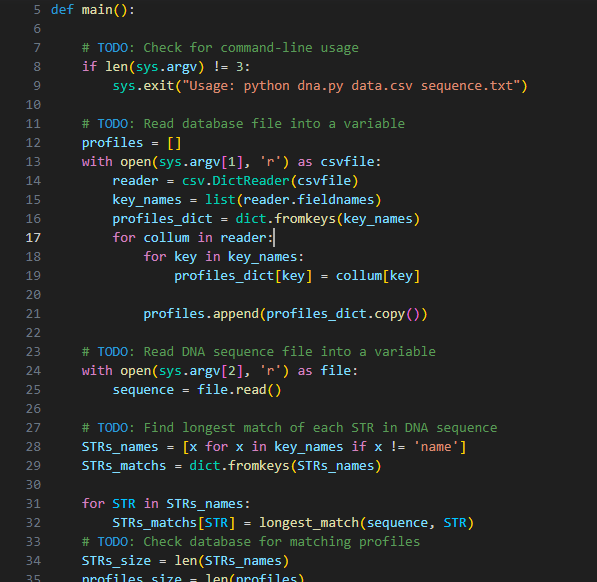 5 def main():
6
7 # TODO: Check for command-line usage
8 if len(sys.argv) != 3:
9 sys.exit("Usage: python dna.py data.csv sequence.txt")
10
11 # TODO: Read database file into a variable
12 profiles = []
13 with open(sys.argv[1], 'r') as csvfile:
14 reader = csv.DictReader(csvfile)
15 key_names = list(reader.fieldnames)
16 profiles_dict = dict.fromkeys(key_names)
17 for collum in reader:
18 for key in key_names:
19 profiles_dict[key] = collum[key]
20
21 profiles.append(profiles_dict.copy())
22
23 # TODO: Read DNA sequence file into a variable
24 with open(sys.argv[2], 'r') as file:
25 sequence = file.read()
26
27 # TODO: Find longest match of each STR in DNA sequence
28 STRs_names = [x for x in key_names if x != 'name']
29 STRs_matchs = dict.fromkeys(STRs_names)
30
31 for STR in STRs_names:
32 STRs_matchs[STR] = longest_match(sequence, STR)
33 # TODO: Check database for matching profiles
34 STRs_size = len(STRs_names)
35 profiles_size = len(profiles)